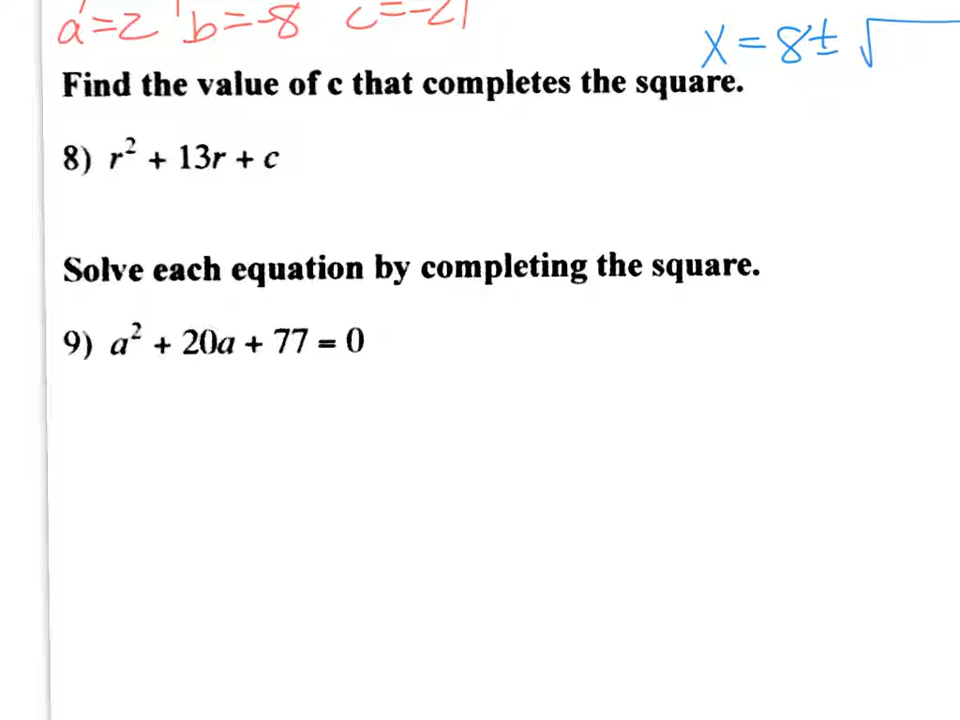 a=2 b=-8 c=-21
x = 8± √
Find the value of c that completes the square.
8) r² + 13r + c
Solve each equation by completing the square.
9) a² + 20a + 77 = 0